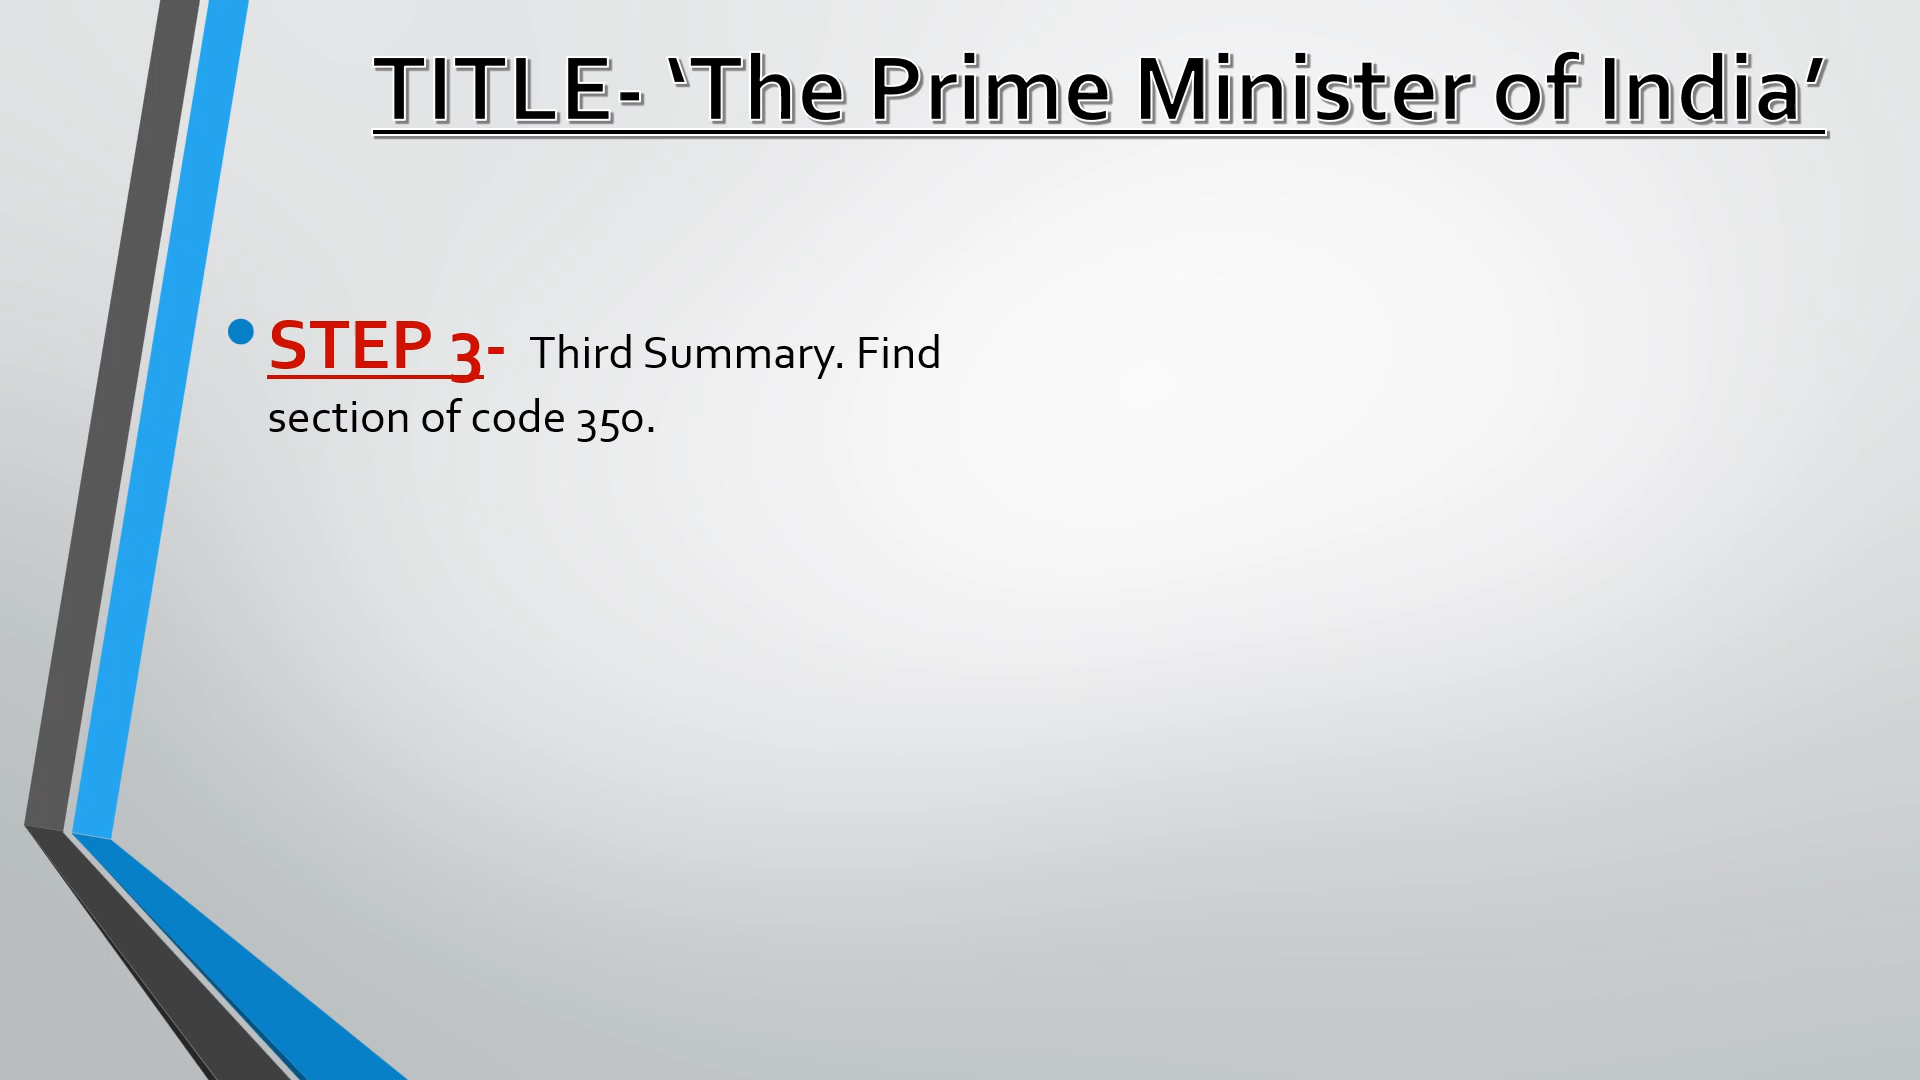 TITLE- ‘The Prime Minister of India’
• STEP 3- Third Summary. Find
section of code 350.